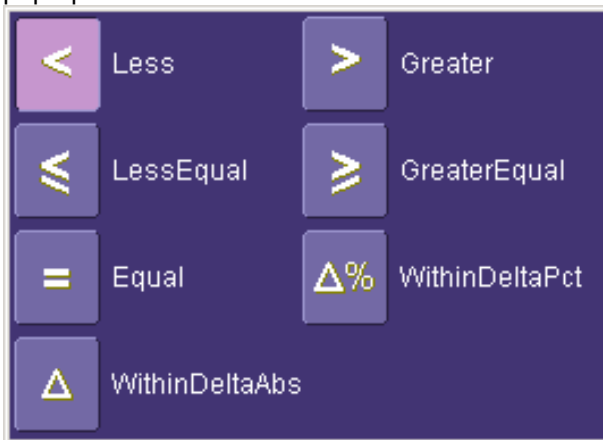 < Less > Greater
≤ LessEqual ≥ GreaterEqual
= Equal Δ% WithinDeltaPct
Δ WithinDeltaAbs